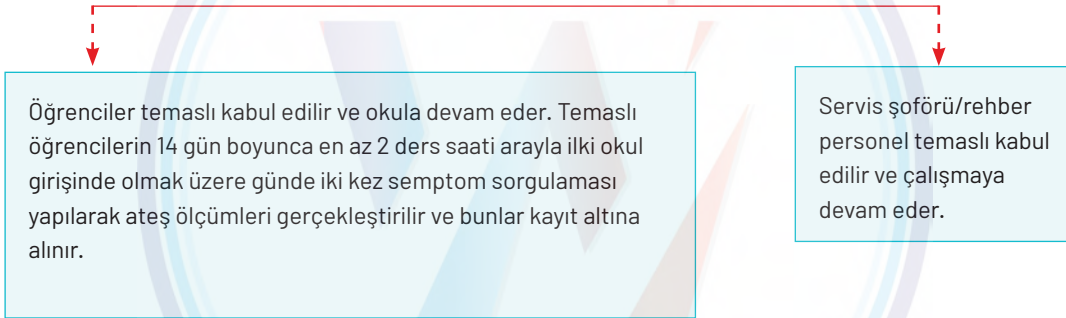 Öğrenciler temaslı kabul edilir ve okula devam eder. Temaslı
öğrencilerin 14 gün boyunca en az 2 ders saati arayla ilki okul
girişinde olmak üzere günde iki kez semptom sorgulaması
yapılarak ateş ölçümleri gerçekleştirilir ve bunlar kayıt altına
alınır.
Servis şoförü/rehber
personel temaslı kabul
edilir ve çalışmaya
devam eder.